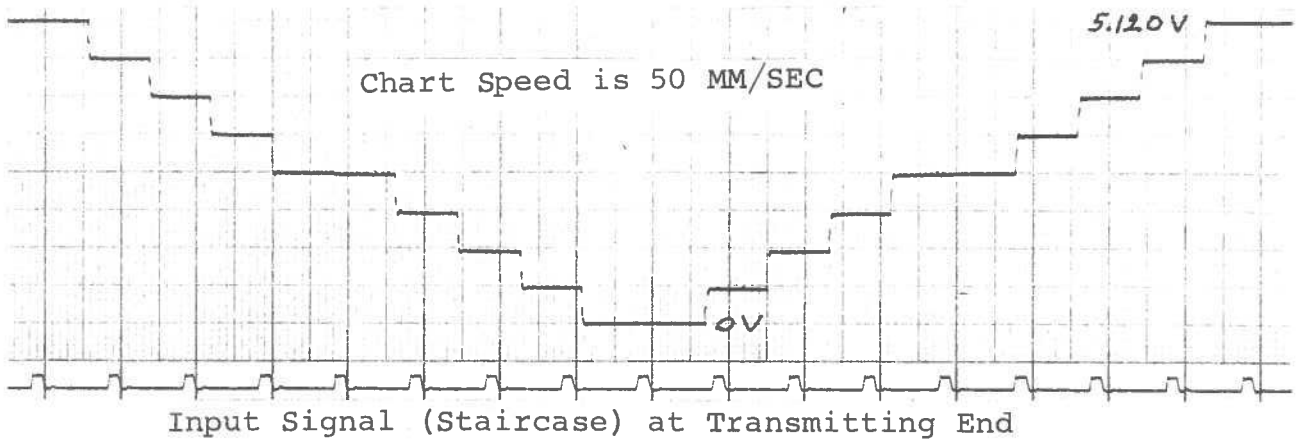 5.120V
Chart Speed is 50 MM/SEC
0V
Input Signal (Staircase) at Transmitting End